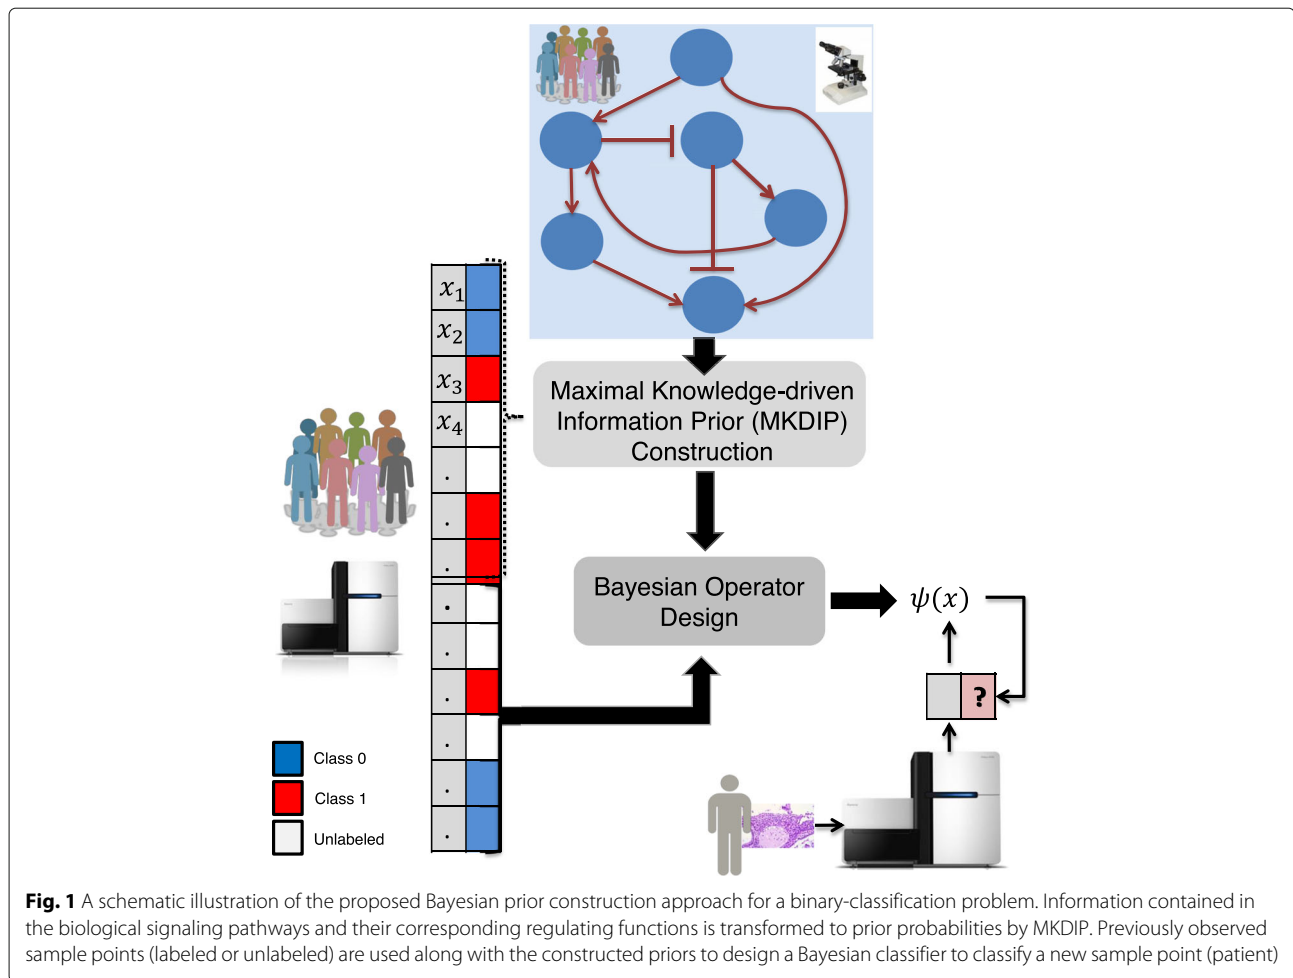 x₁
x₂
x₃
x₄
.
.
.
.
.
.
.
.
.
Maximal Knowledge-driven
Information Prior (MKDIP)
Construction
Bayesian Operator
Design
ψ(x)
?
Class 0
Class 1
Unlabeled
Fig. 1 A schematic illustration of the proposed Bayesian prior construction approach for a binary-classification problem. Information contained in
the biological signaling pathways and their corresponding regulating functions is transformed to prior probabilities by MKDIP. Previously observed
sample points (labeled or unlabeled) are used along with the constructed priors to design a Bayesian classifier to classify a new sample point (patient)